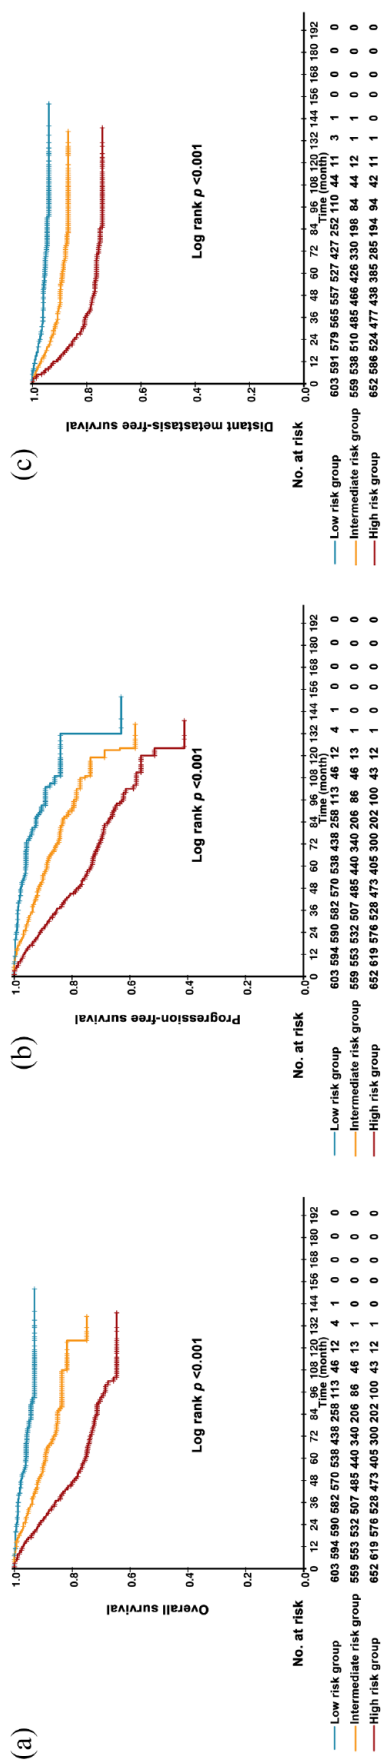 (a)
Overall survival
1.0
0.8
0.6
0.4
0.2
0.0
Log rank p <0.001
0 12 24 36 48 60 72 84 96 108 120 132 144 156 168 180 192
Time (month)
No. at risk
Low risk group 603 594 590 582 570 538 438 258 113 46 12 4 1 0 0 0 0
Intermediate risk group 559 553 532 507 485 440 340 206 86 46 13 1 0 0 0 0 0
High risk group 652 619 576 528 473 405 300 202 100 43 12 1 0 0 0 0 0
(b)
Progression-free survival
1.0
0.8
0.6
0.4
0.2
0.0
Log rank p <0.001
0 12 24 36 48 60 72 84 96 108 120 132 144 156 168 180 192
Time (month)
No. at risk
Low risk group 603 594 590 582 570 538 438 258 113 46 12 4 1 0 0 0 0
Intermediate risk group 559 553 532 507 485 440 340 206 86 46 13 1 0 0 0 0 0
High risk group 652 619 576 528 473 405 300 202 100 43 12 1 0 0 0 0 0
(c)
Distant metastasis-free survival
1.0
0.8
0.6
0.4
0.2
0.0
Log rank p <0.001
0 12 24 36 48 60 72 84 96 108 120 132 144 156 168 180 192
Time (month)
No. at risk
Low risk group 603 591 579 565 557 527 427 252 110 44 11 3 1 0 0 0 0
Intermediate risk group 559 538 510 485 466 426 330 198 84 44 12 1 1 0 0 0 0
High risk group 652 586 524 477 438 385 285 194 94 42 11 1 0 0 0 0 0